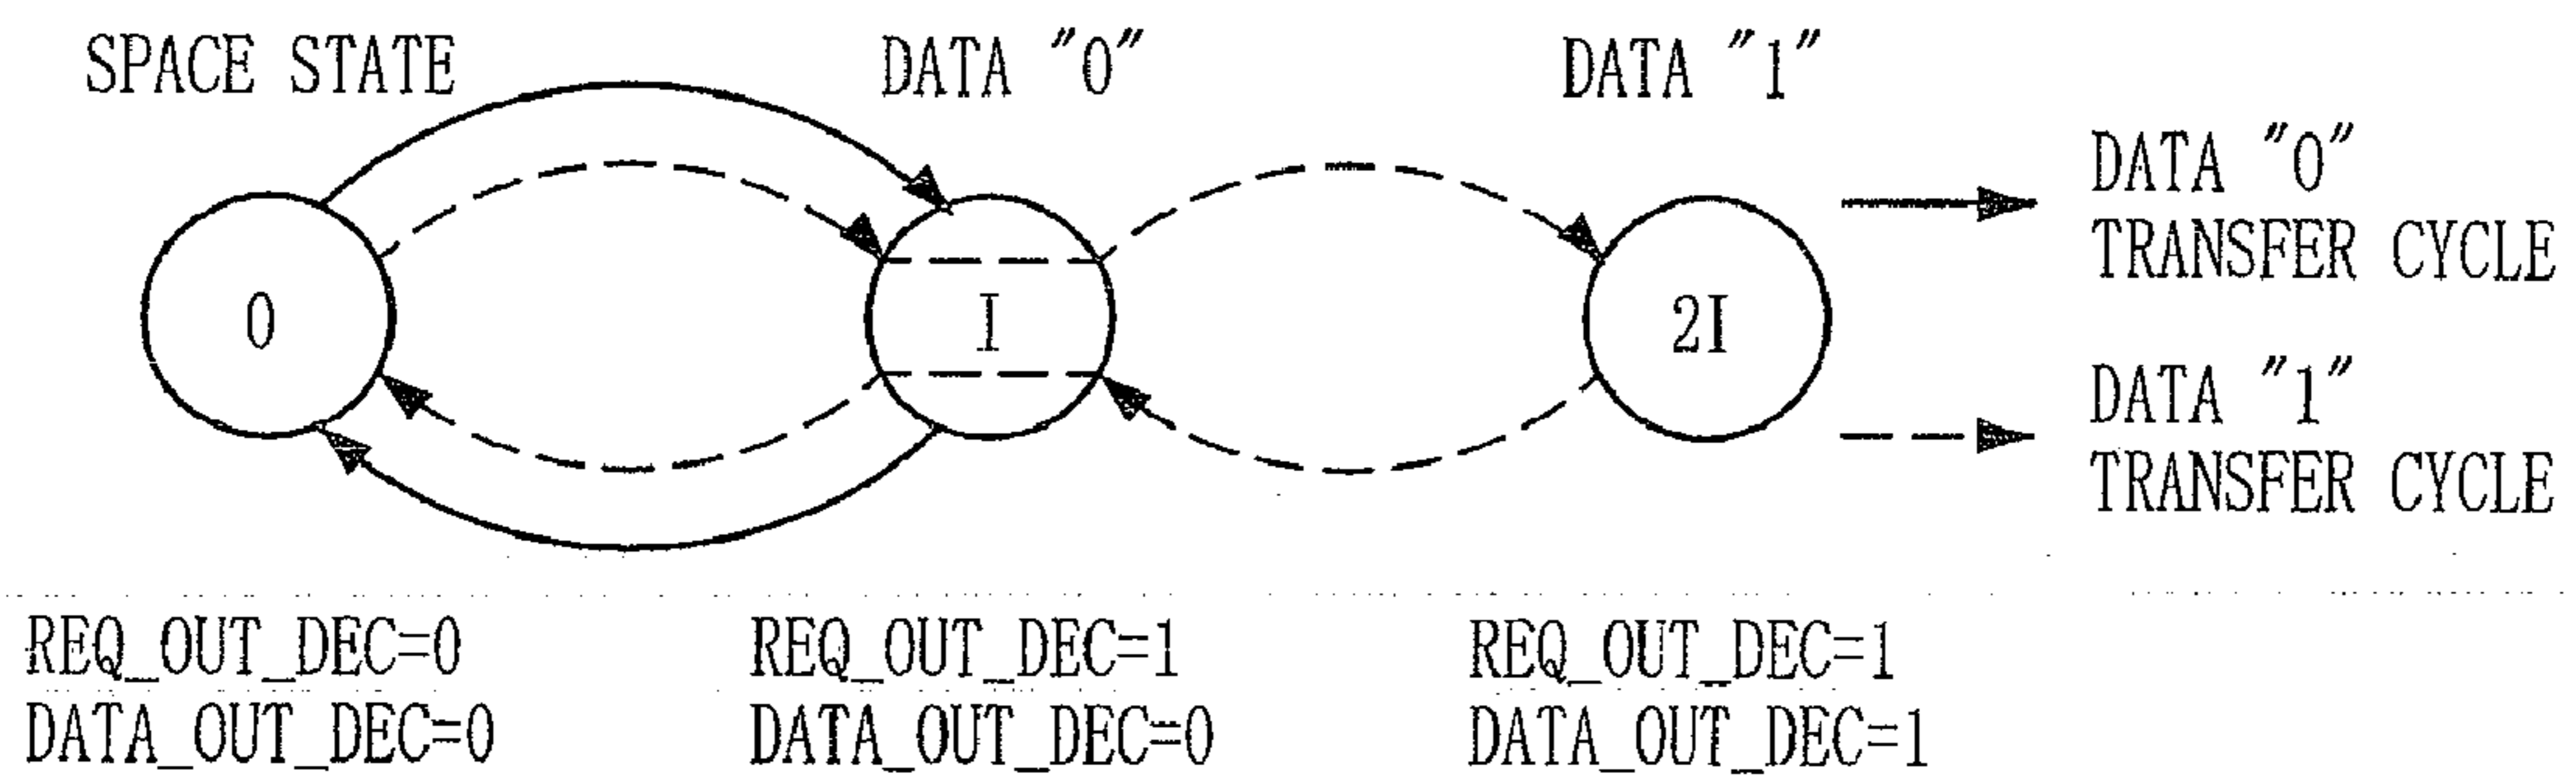 SPACE STATE
DATA "0"
DATA "1"
0
I
2I
DATA "0"
TRANSFER CYCLE
DATA "1"
TRANSFER CYCLE
REQ_OUT_DEC=0
DATA_OUT_DEC=0
REQ_OUT_DEC=1
DATA_OUT_DEC=0
REQ_OUT_DEC=1
DATA_OUT_DEC=1